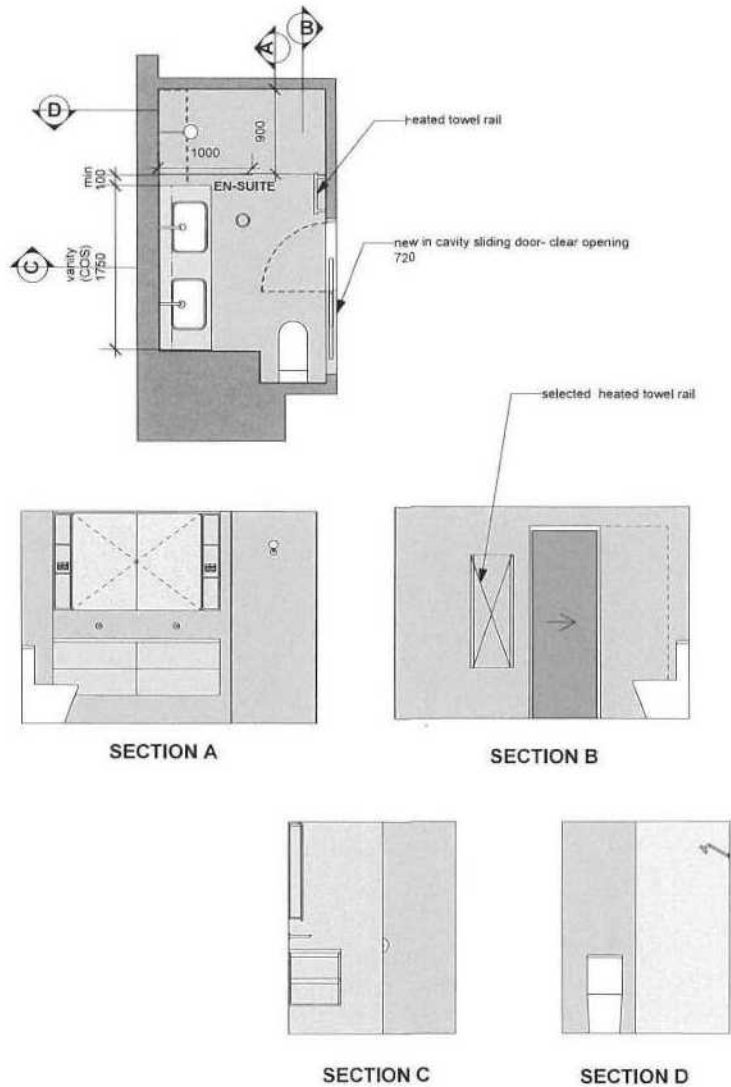 B
A
D
heated towel rail
900
1000
min
100
EN-SUITE
new in cavity sliding door- clear opening
720
C
vanity
(COS)
1750
selected heated towel rail
SECTION A
SECTION B
SECTION C
SECTION D